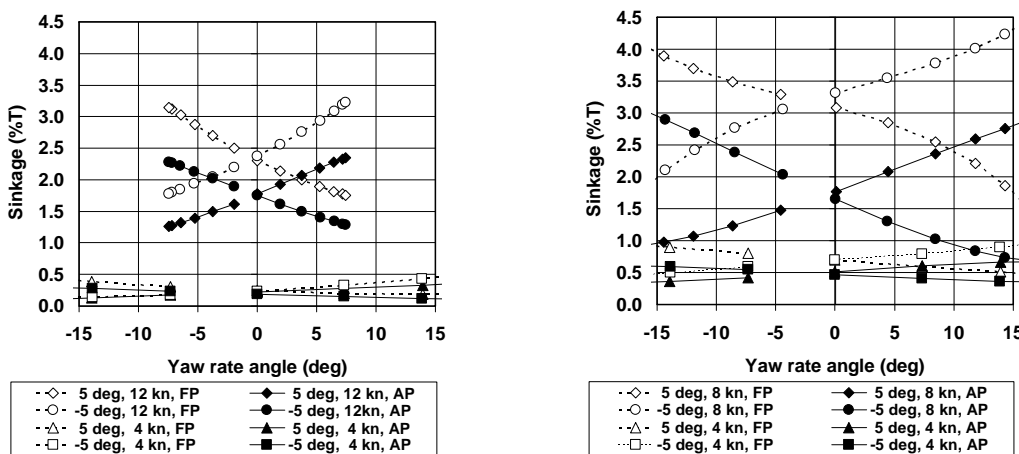 4.5
4.0
3.5
3.0
2.5
2.0
1.5
1.0
0.5
0.0
Sinkage (%T)
-15 -10 -5 0 5 10 15
Yaw rate angle (deg)
5 deg, 12 kn, FP 5 deg, 12 kn, AP
-5 deg, 12 kn, FP -5 deg, 12kn, AP
5 deg, 4 kn, FP 5 deg, 4 kn, AP
-5 deg, 4 kn, FP -5 deg, 4 kn, AP
4.5
4.0
3.5
3.0
2.5
2.0
1.5
1.0
0.5
0.0
Sinkage (%T)
-15 -10 -5 0 5 10 15
Yaw rate angle (deg)
5 deg, 8 kn, FP 5 deg, 8 kn, AP
-5 deg, 8 kn, FP -5 deg, 8 kn, AP
5 deg, 4 kn, FP 5 deg, 4 kn, AP
-5 deg, 4 kn, FP -5 deg, 4 kn, AP